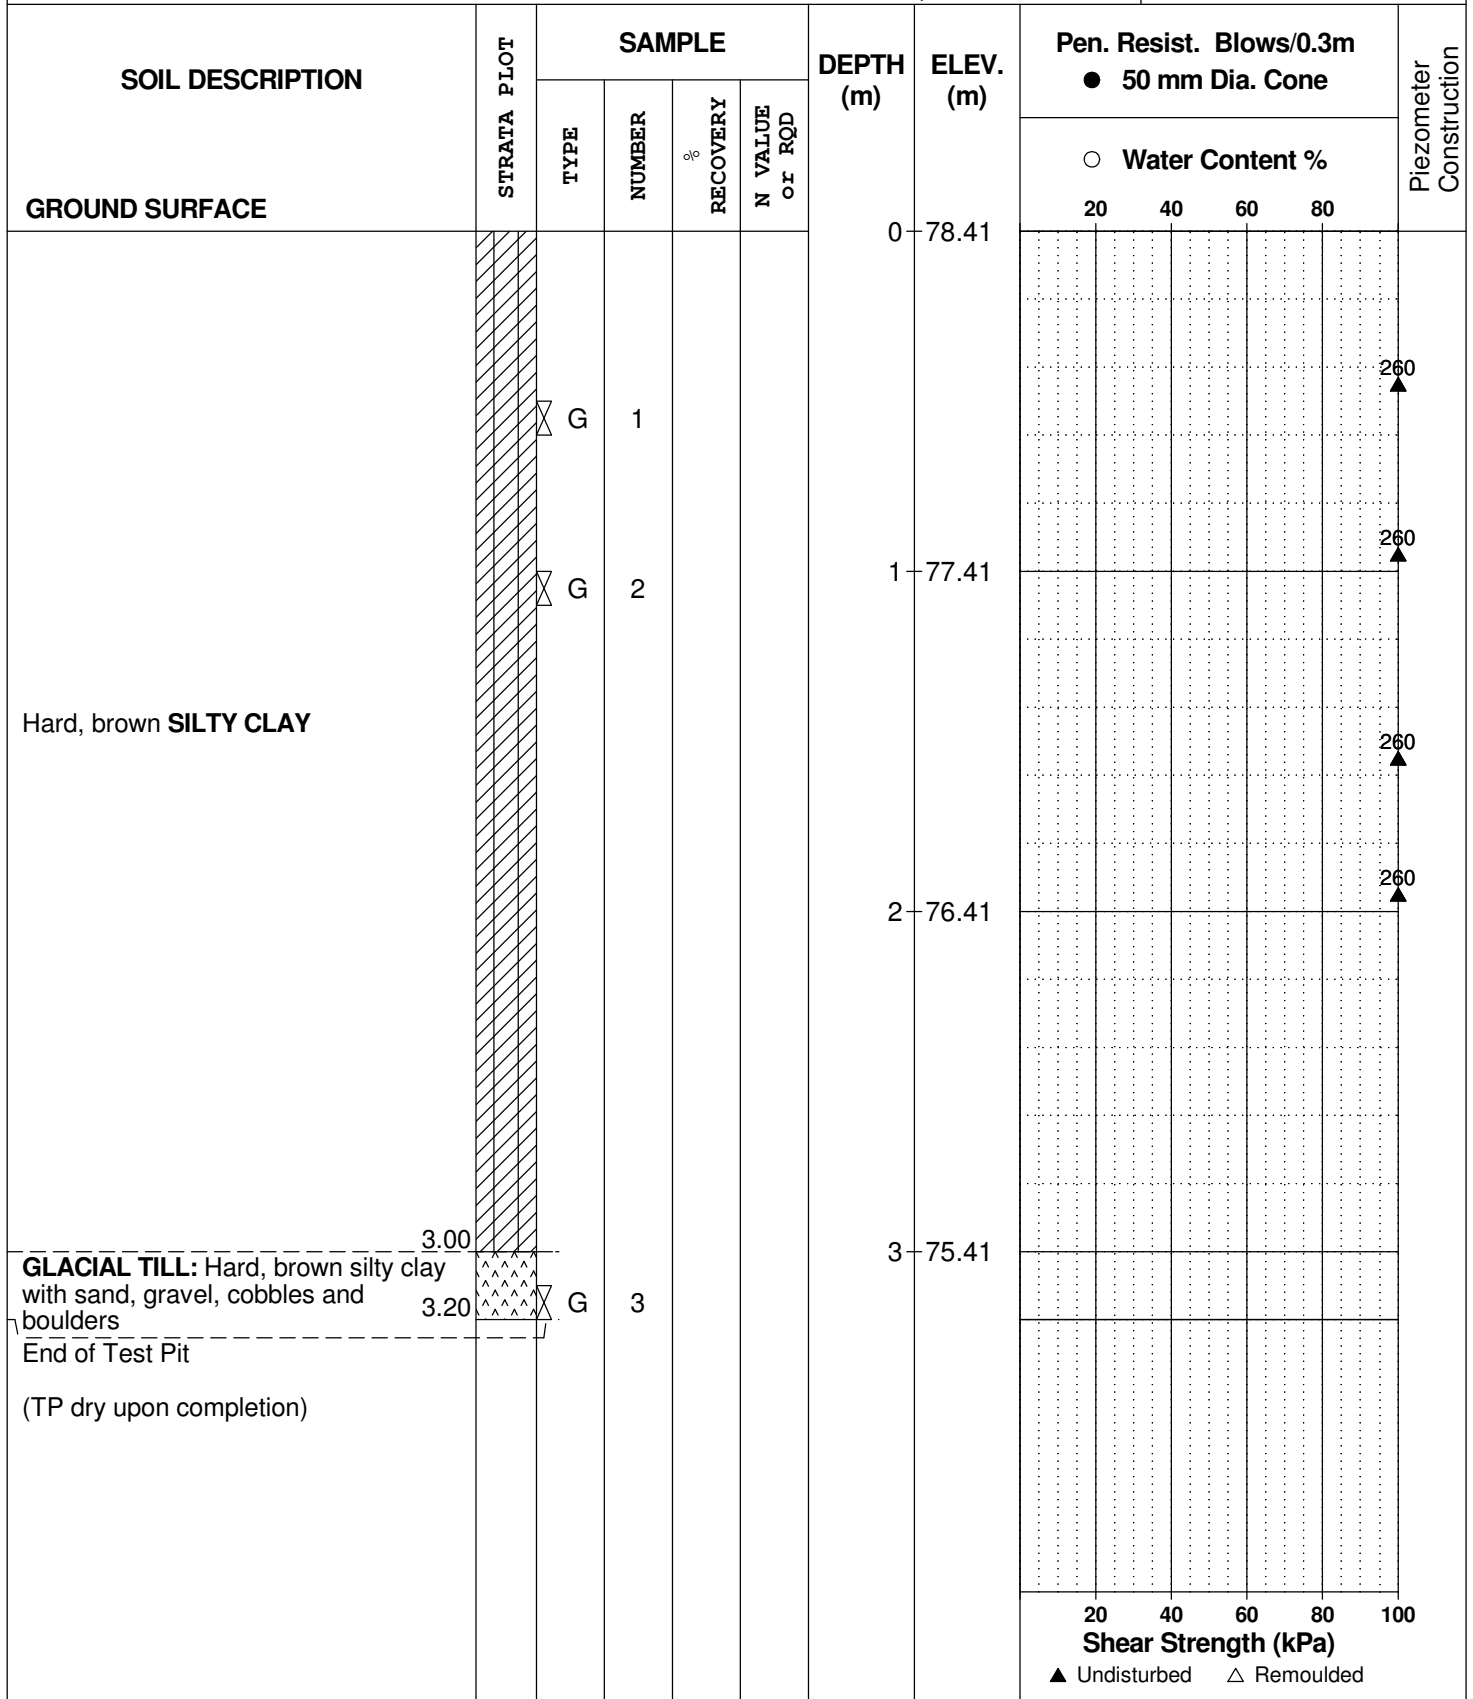 SOIL DESCRIPTION
GROUND SURFACE
STRATA PLOT
SAMPLE
TYPE
NUMBER
%
RECOVERY
N VALUE
or RQD
DEPTH
(m)
ELEV.
(m)
Pen. Resist. Blows/0.3m
● 50 mm Dia. Cone
○ Water Content %
20 40 60 80
Piezometer
Construction
0 78.41
260
G 1
260
1 77.41
G 2
Hard, brown SILTY CLAY
260
260
2 76.41
3.00
3 75.41
GLACIAL TILL: Hard, brown silty clay
with sand, gravel, cobbles and
boulders
3.20
G 3
End of Test Pit
(TP dry upon completion)
20 40 60 80 100
Shear Strength (kPa)
▲ Undisturbed △ Remoulded